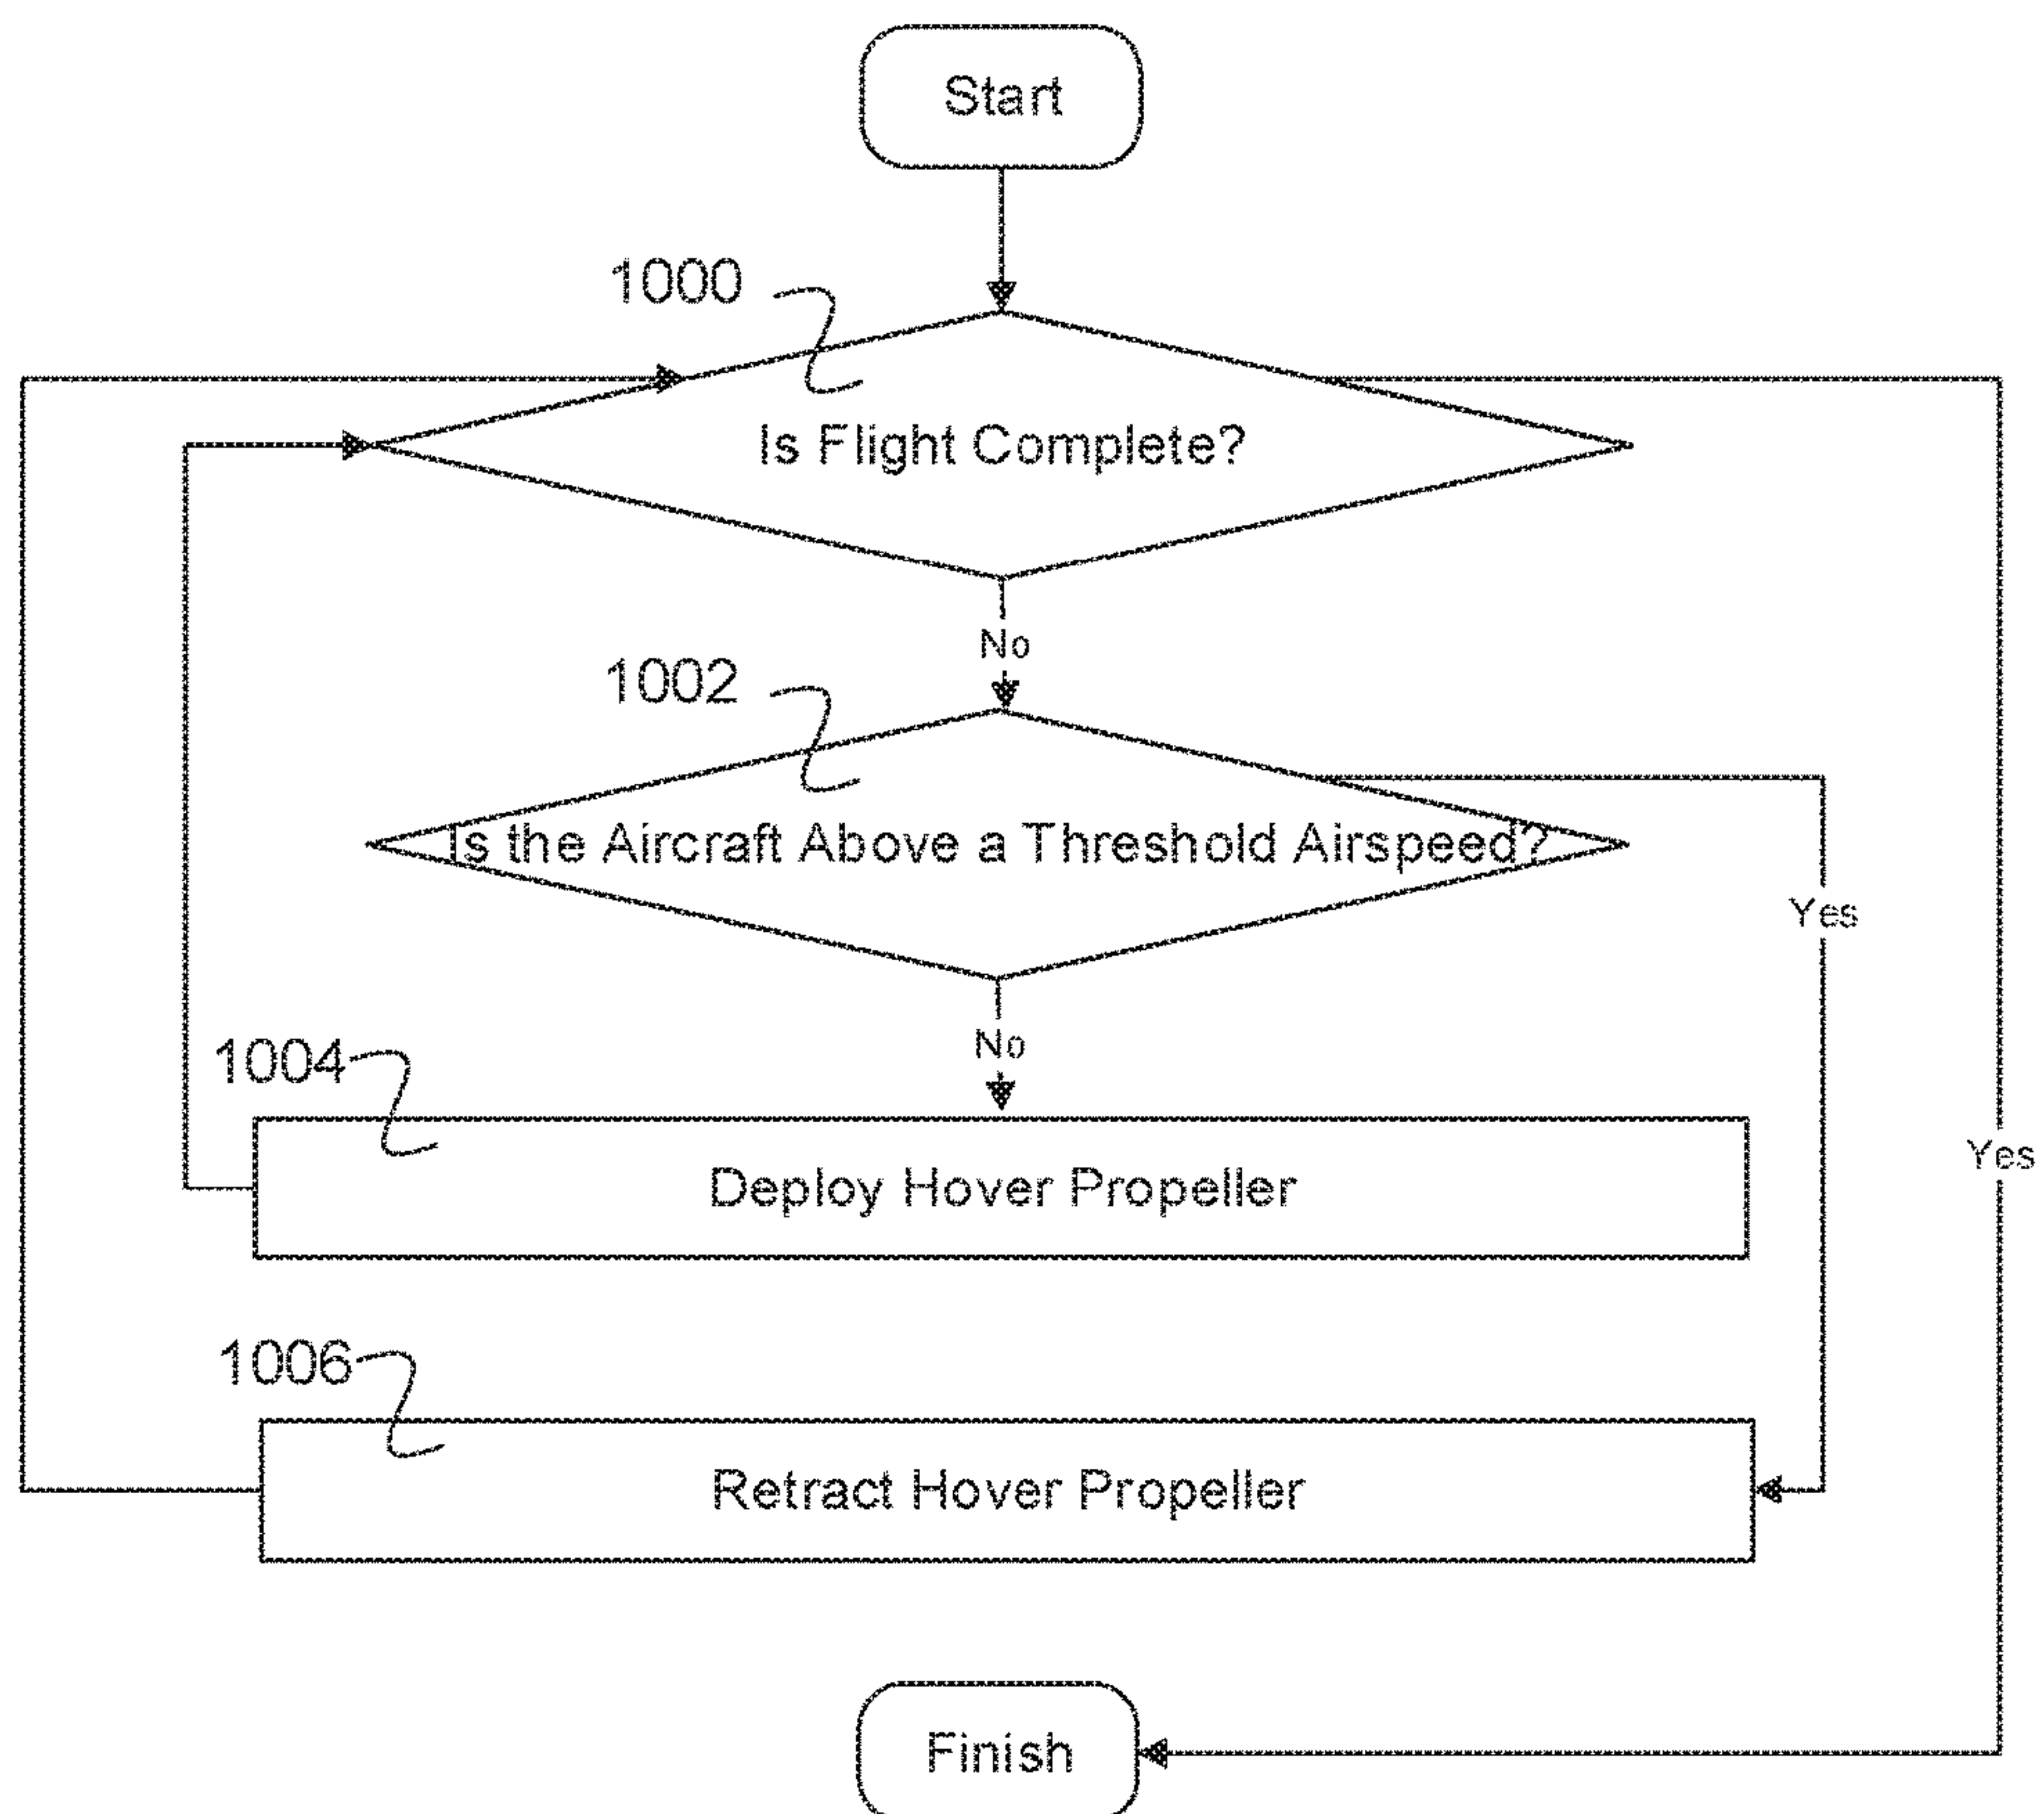 Start
1000
Is Flight Complete?
No
1002
Is the Aircraft Above a Threshold Airspeed?
Yes
No
1004
Yes
Deploy Hover Propeller
1006
Retract Hover Propeller
Finish